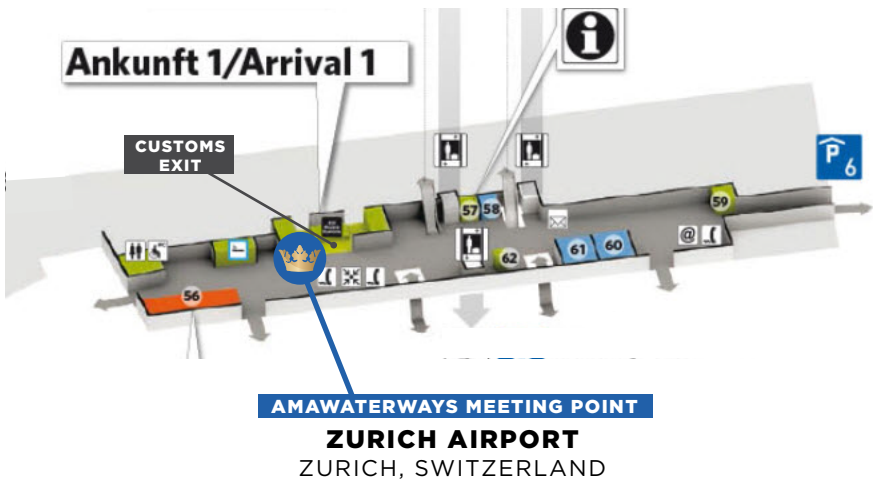 Ankunft 1/Arrival 1
i
CUSTOMS
EXIT
P6
57
58
59
56
62
61
60
@
AMAWATERWAYS MEETING POINT
ZURICH AIRPORT
ZURICH, SWITZERLAND